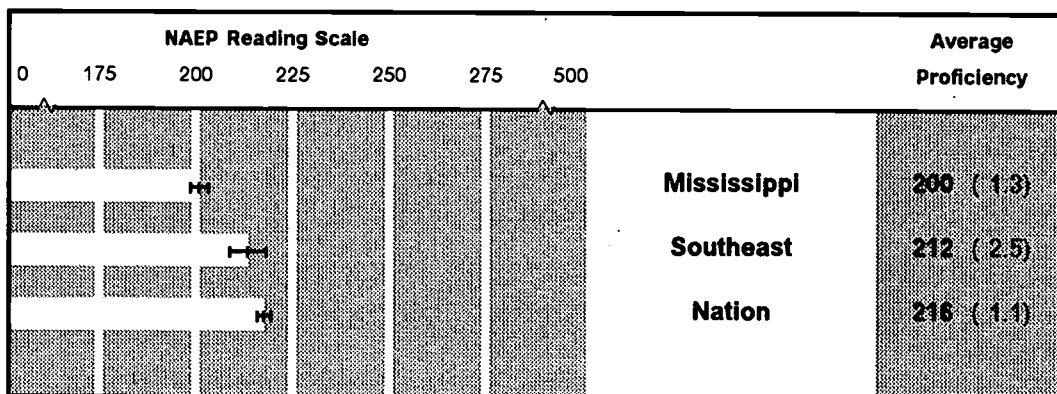 NAEP Reading Scale
Average
Proficiency
0 175 200 225 250 275 500
Mississippi 200 ( 1.3)
Southeast 212 ( 2.5)
Nation 216 ( 1.1)